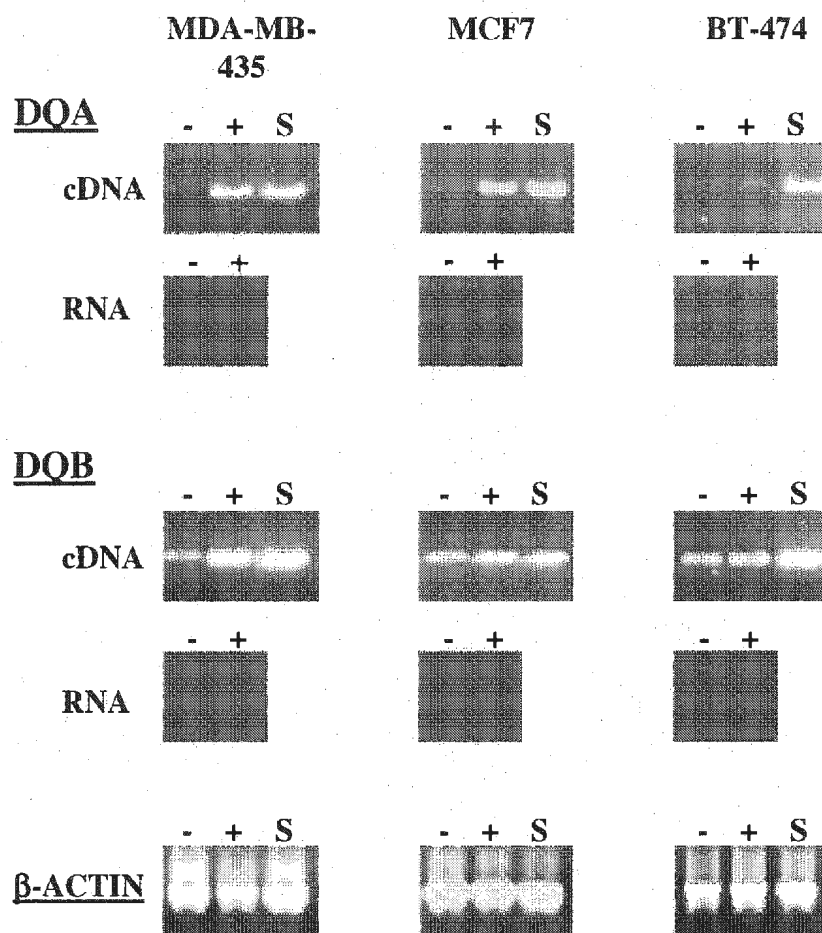 MDA-MB-435 MCF7 BT-474
DQA
- + S - + S - + S
cDNA
- + - + - +
RNA
DQB
- + S - + S - + S
cDNA
- + - + - +
RNA
- + S - + S - + S
β-ACTIN